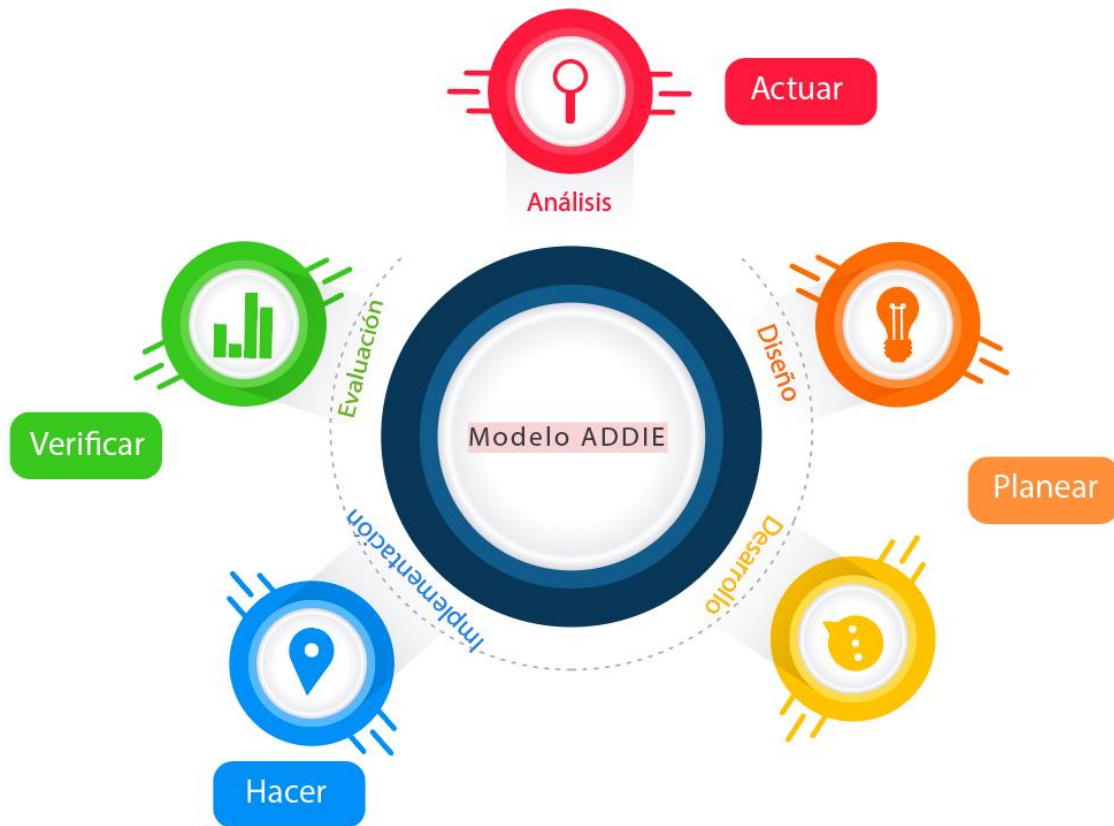 Actuar
Análisis
Diseño
Evaluación
Modelo ADDIE
Verificar
Planear
Desarrollo
Implementación
Hacer